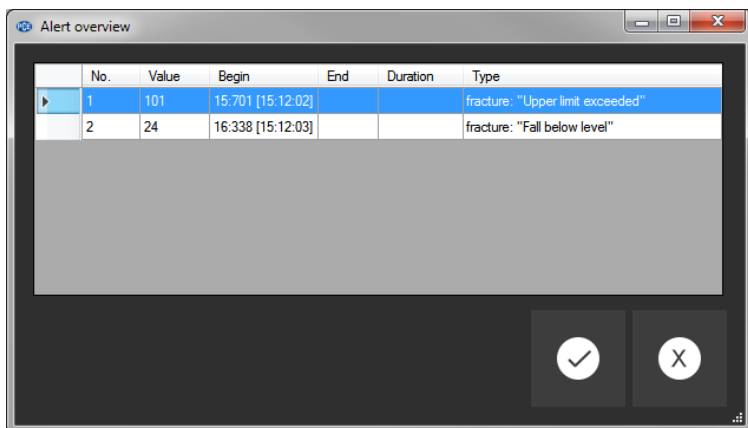 PCE Alert overview
No. Value Begin End Duration Type
1 101 15:701 [15:12:02] fracture: "Upper limit exceeded"
2 24 16:338 [15:12:03] fracture: "Fall below level"
X